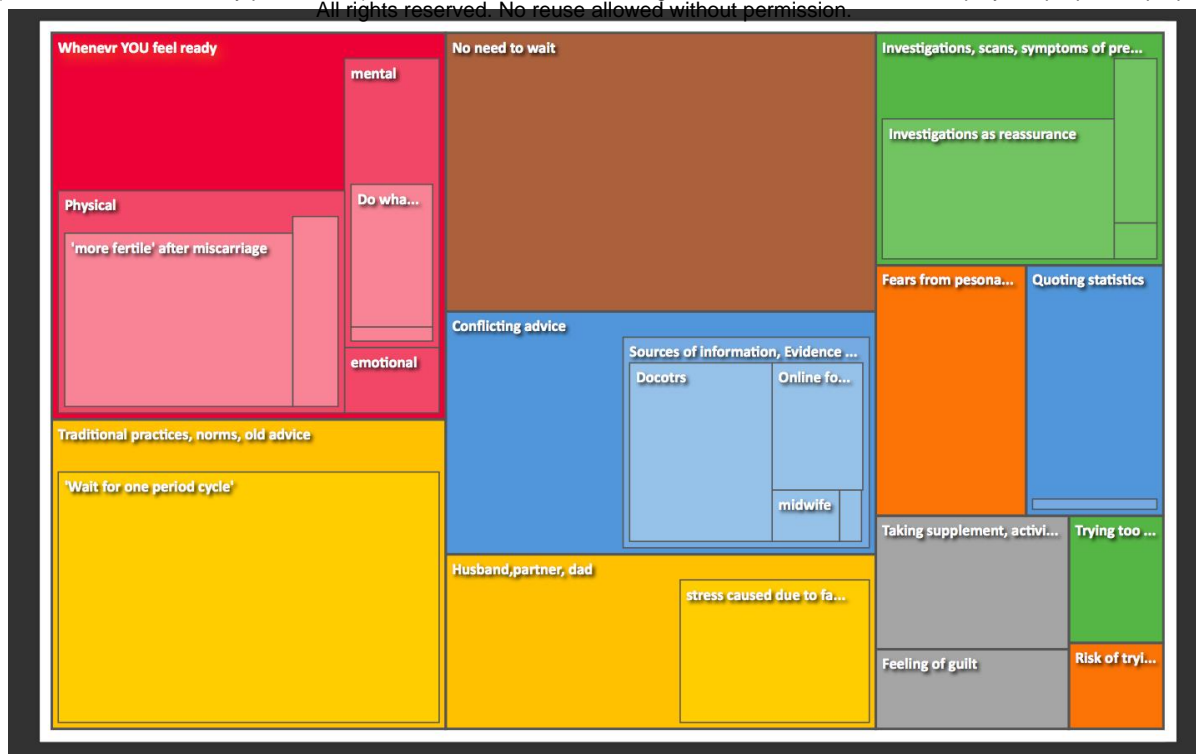 All rights reserved. No reuse allowed without permission.
Whenevr YOU feel ready
mental
Do wha...
Physical
'more fertile' after miscarriage
emotional
Traditional practices, norms, old advice
'Wait for one period cycle'
No need to wait
Conflicting advice
Sources of information, Evidence ...
Docotrs
Online fo...
midwife
Husband,partner, dad
stress caused due to fa...
Investigations, scans, symptoms of pre...
Investigations as reassurance
Fears from pesona...
Quoting statistics
Taking supplement, activi...
Trying too ...
Feeling of guilt
Risk of tryi...